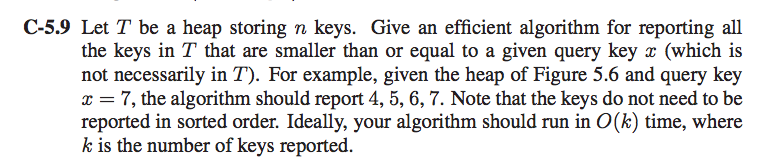 C-5.9 Let T be a heap storing n keys. Give an efficient algorithm for reporting all
the keys in T that are smaller than or equal to a given query key x (which is
not necessarily in T). For example, given the heap of Figure 5.6 and query key
x = 7, the algorithm should report 4, 5, 6, 7. Note that the keys do not need to be
reported in sorted order. Ideally, your algorithm should run in O(k) time, where
k is the number of keys reported.